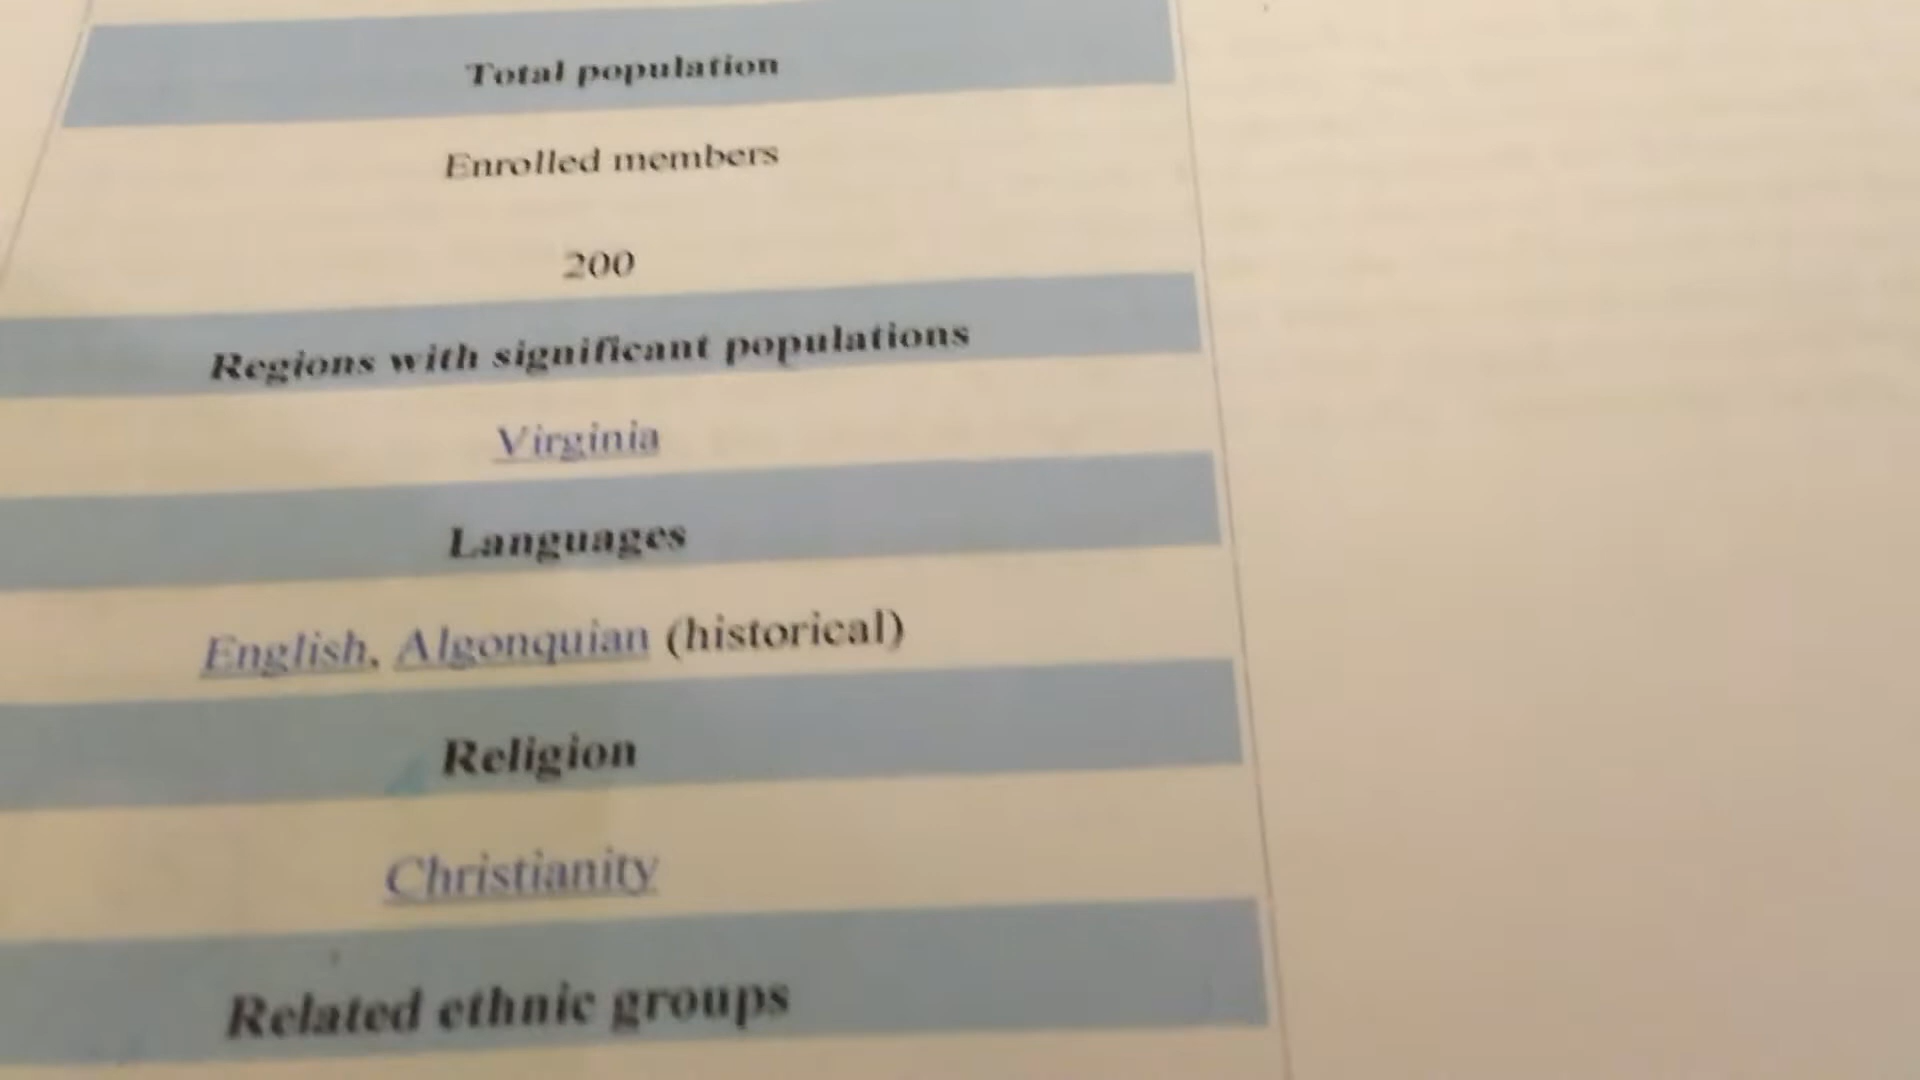 Total population
Enrolled members
200
Regions with significant populations
Virginia
Languages
English, Algonquian (historical)
Religion
Christianity
Related ethnic groups